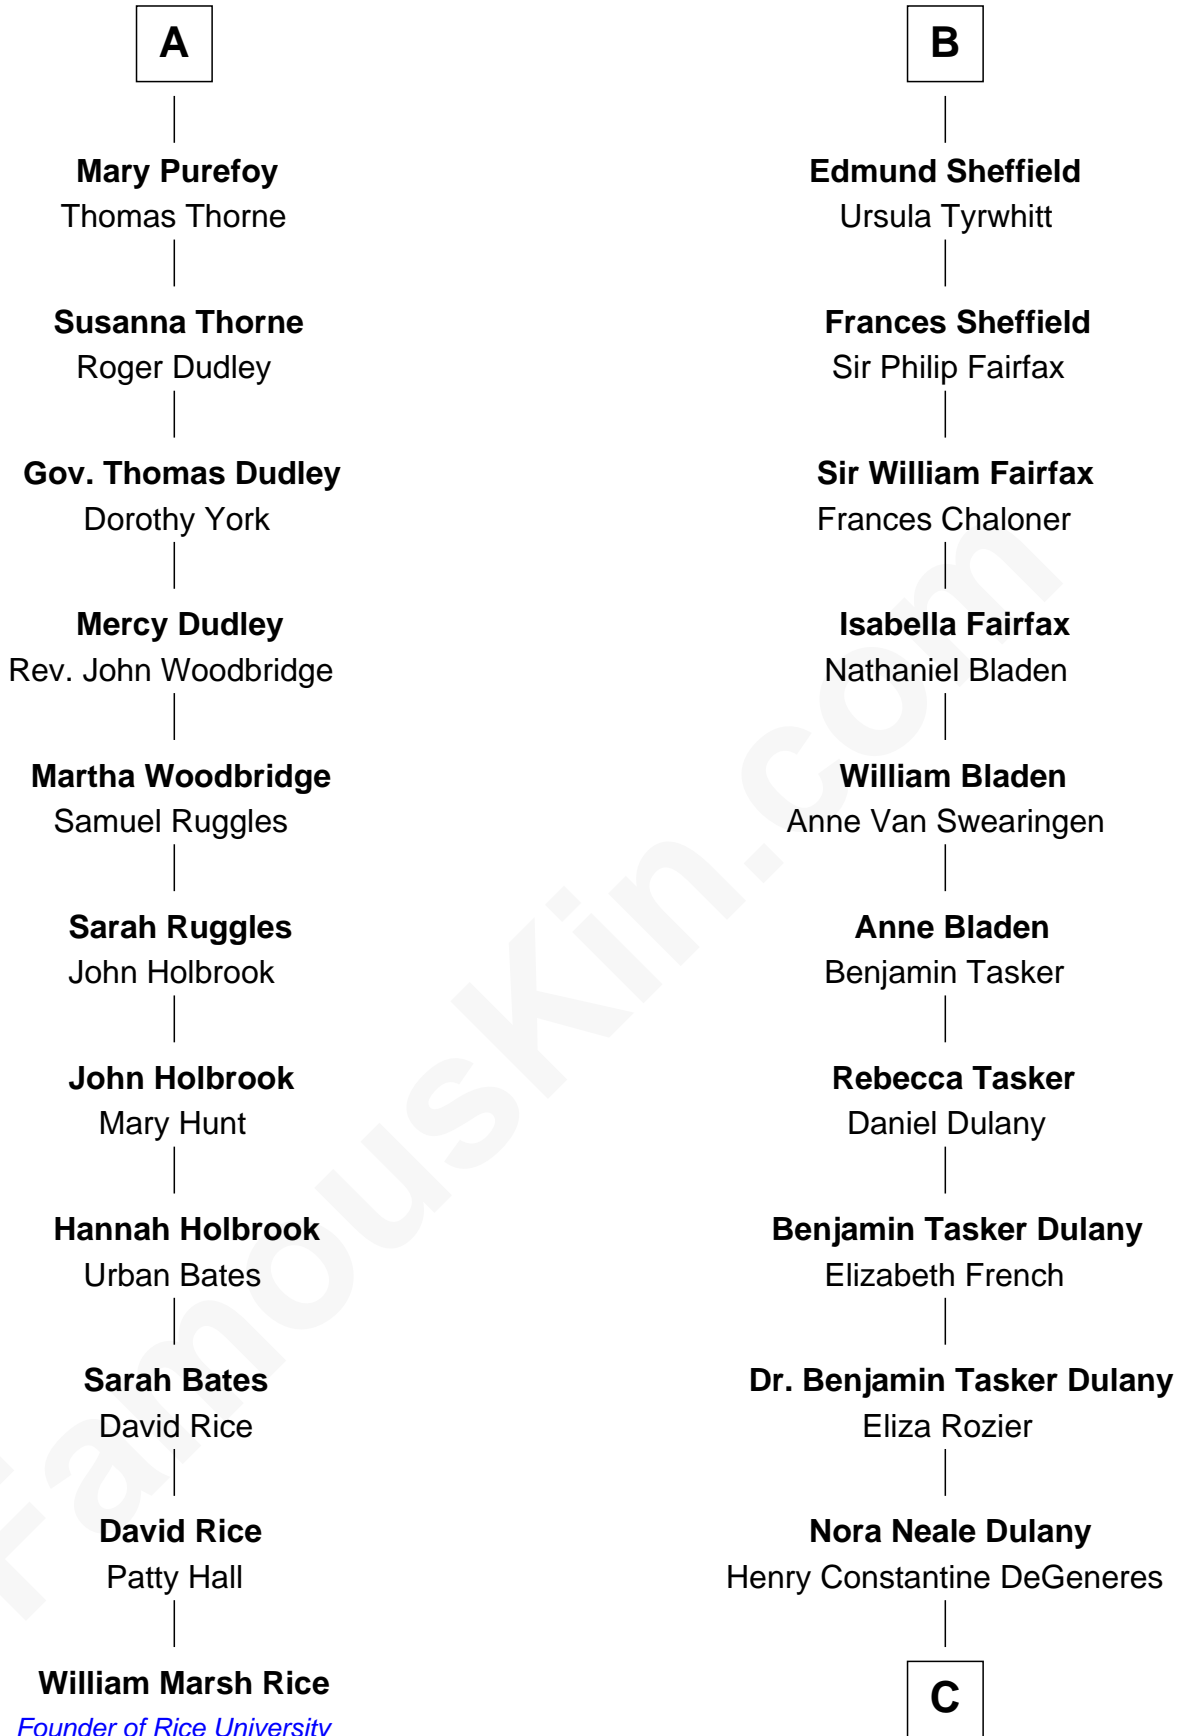 A
Mary Purefoy
Thomas Thorne
Susanna Thorne
Roger Dudley
Gov. Thomas Dudley
Dorothy York
Mercy Dudley
Rev. John Woodbridge
Martha Woodbridge
Samuel Ruggles
Sarah Ruggles
John Holbrook
John Holbrook
Mary Hunt
Hannah Holbrook
Urban Bates
Sarah Bates
David Rice
David Rice
Patty Hall
William Marsh Rice
Founder of Rice University
B
Edmund Sheffield
Ursula Tyrwhitt
Frances Sheffield
Sir Philip Fairfax
Sir William Fairfax
Frances Chaloner
Isabella Fairfax
Nathaniel Bladen
William Bladen
Anne Van Swearingen
Anne Bladen
Benjamin Tasker
Rebecca Tasker
Daniel Dulany
Benjamin Tasker Dulany
Elizabeth French
Dr. Benjamin Tasker Dulany
Eliza Rozier
Nora Neale Dulany
Henry Constantine DeGeneres
C
FamousKin.com